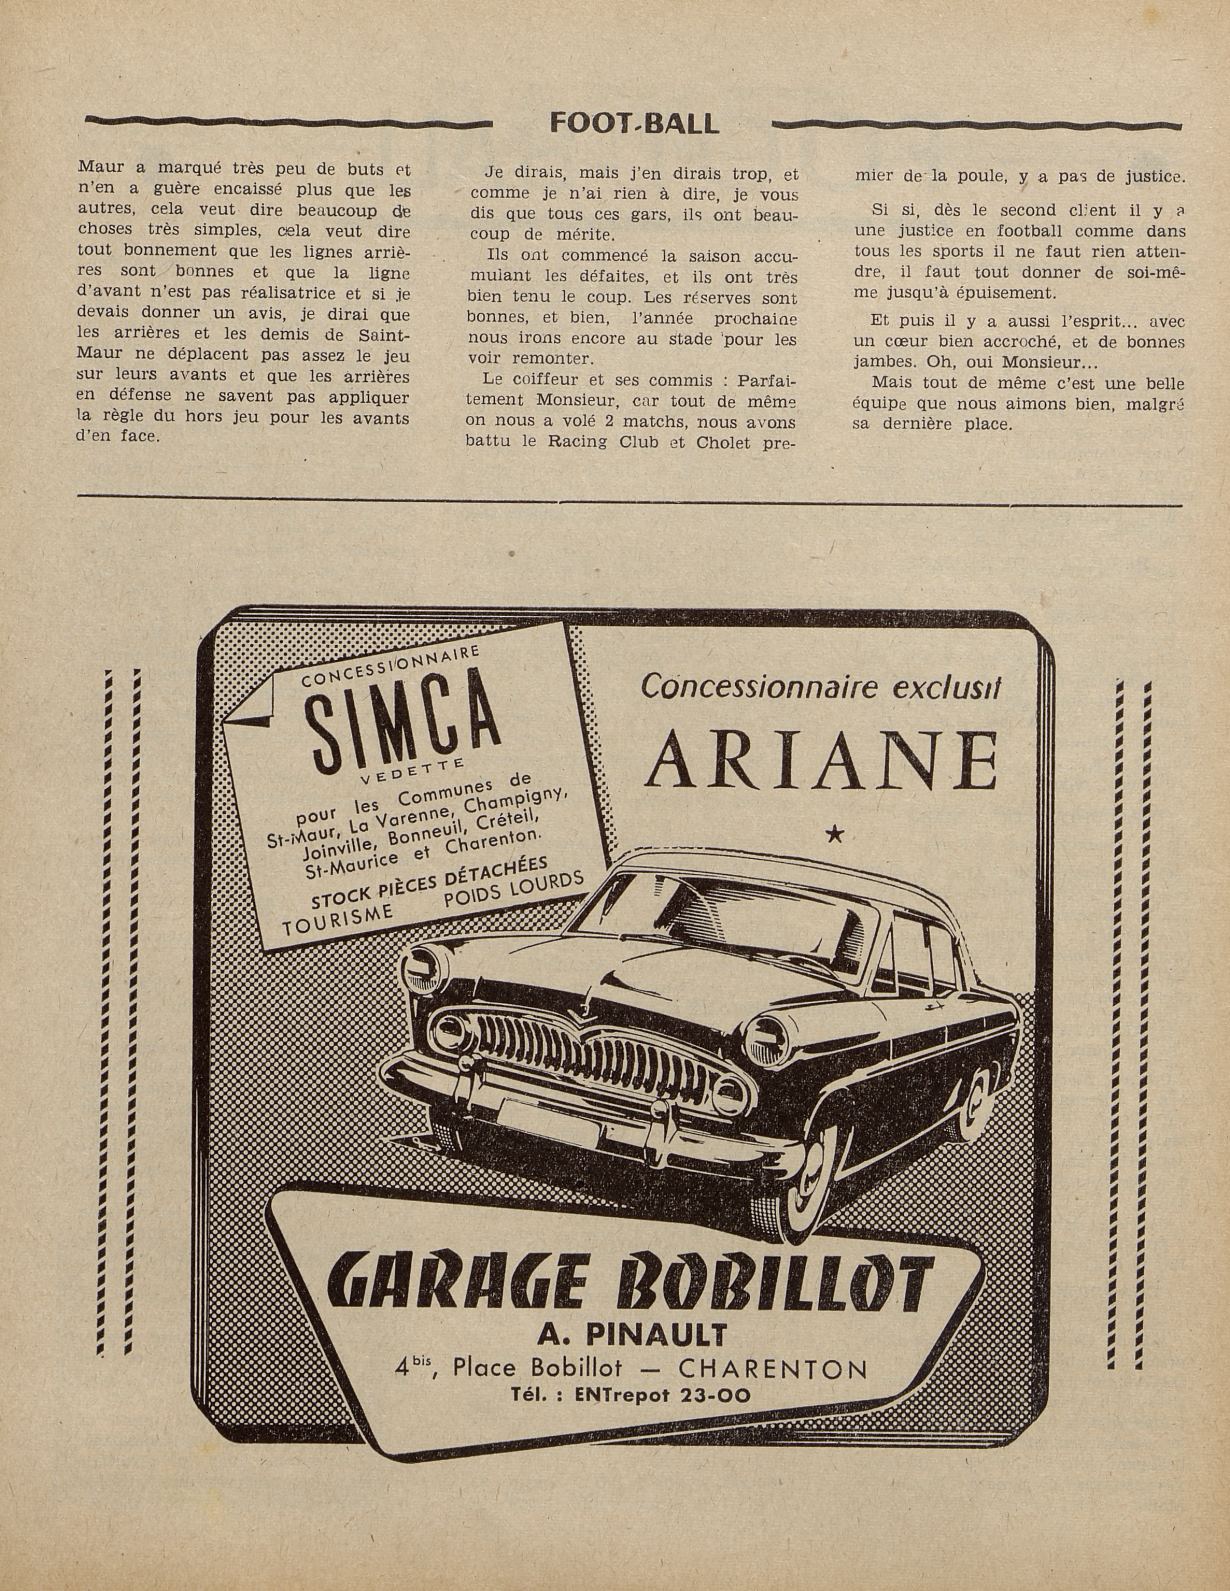 FOOT-BALL
Maur a marqué très peu de buts et
n'en a guère encaissé plus que les
autres, cela veut dire beaucoup de
choses très simples, cela veut dire
tout bonnement que les lignes arriè-
res sont bonnes et que la ligne
d'avant n'est pas réalisatrice et si je
devais donner un avis, je dirai que
les arrières et les demis de Saint-
Maur ne déplacent pas assez le jeu
sur leurs avants et que les arrières
en défense ne savent pas appliquer
la règle du hors jeu pour les avants
d'en face.
Je dirais, mais j'en dirais trop, et
comme je n'ai rien à dire, je vous
dis que tous ces gars, ils ont beau-
coup de mérite.
Ils ont commencé la saison accu-
mulant les défaites, et ils ont très
bien tenu le coup. Les réserves sont
bonnes, et bien, l'année prochaine
nous irons encore au stade pour les
voir remonter.
Le coiffeur et ses commis : Parfai-
tement Monsieur, car tout de même
on nous a volé 2 matchs, nous avons
battu le Racing Club et Cholet pre-
mier de la poule, y a pas de justice.
Si si, dès le second client il y a
une justice en football comme dans
tous les sports il ne faut rien atten-
dre, il faut tout donner de soi-mê-
me jusqu'à épuisement.
Et puis il y a aussi l'esprit... avec
un cœur bien accroché, et de bonnes
jambes. Oh, oui Monsieur...
Mais tout de même c'est une belle
équipe que nous aimons bien, malgré
sa dernière place.
CONCESSIONNAIRE
SIMCA
VEDETTE
pour les Communes de
St-Maur, La Varenne, Champigny,
Joinville, Bonneuil, Créteil,
St-Maurice et Charenton.
STOCK PIÈCES DÉTACHÉES
TOURISME POIDS LOURDS
Concessionnaire exclusif
ARIANE
★
GARAGE BOBILLOT
A. PINAULT
4bis, Place Bobillot — CHARENTON
Tél. : ENTrepot 23-00